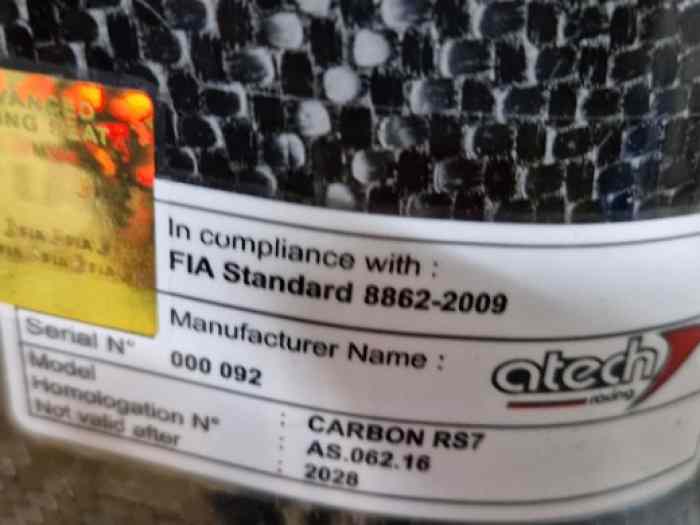 In compliance with :
FIA Standard 8862-2009
Manufacturer Name :
atech
racing
Serial N°
000 092
Model : CARBON RS7
Homologation N° : AS.062.16
Not valid after : 2028